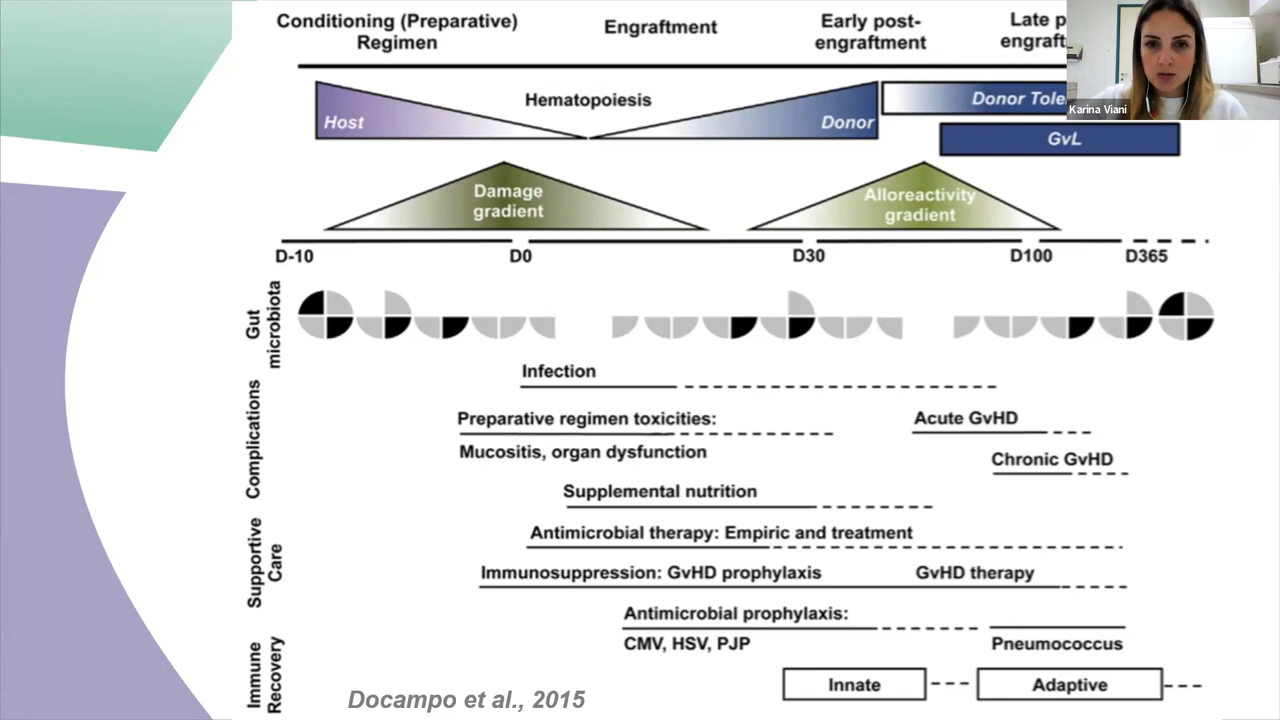 Conditioning (Preparative)
Regimen
Engraftment
Early post-
engraftment
Late
Karina Viani
Hematopoiesis
Host
Donor
Donor
GvL
Damage
gradient
Alloreactivity
gradient
D-10
D0
D30
D100
D365
Gut
microbiota
Complications
Infection
Preparative regimen toxicities:
Mucositis, organ dysfunction
Acute GvHD
Chronic GvHD
Supportive
Care
Supplemental nutrition
Antimicrobial therapy: Empiric and treatment
Immunosuppression: GvHD prophylaxis
GvHD therapy
Antimicrobial prophylaxis:
CMV, HSV, PJP
Pneumococcus
Immune
Recovery
Innate
Adaptive
Docampo et al., 2015